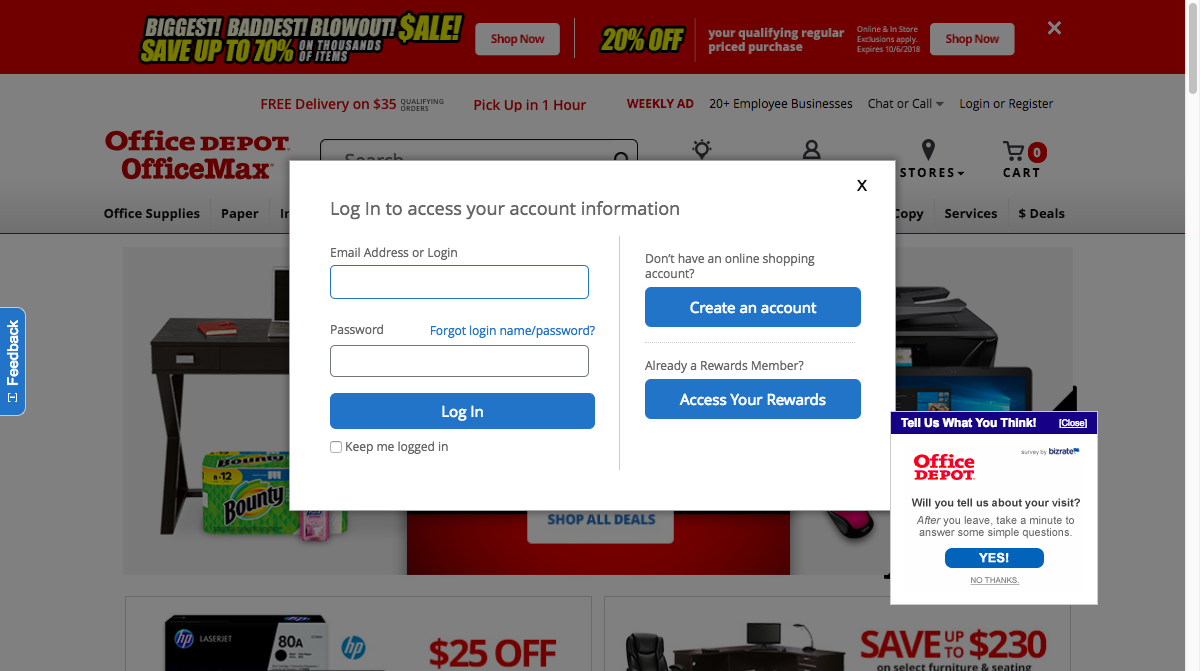 BIGGEST! BADDEST! BLOWOUT! $ALE!
SAVE UP TO 70% ON THOUSANDS OF ITEMS
Shop Now
20% OFF
your qualifying regular
priced purchase
Online & In Store
Exclusions apply.
Expires 10/6/2018
Shop Now
FREE Delivery on $35 QUALIFYING ORDERS
Pick Up in 1 Hour
WEEKLY AD
20+ Employee Businesses
Chat or Call
Login or Register
Office DEPOT
OfficeMax
Search
STORES
0
CART
Office Supplies
Paper
Copy
Services
$ Deals
X
Log In to access your account information
Email Address or Login
Password
Forgot login name/password?
Log In
Keep me logged in
Don't have an online shopping
account?
Create an account
Already a Rewards Member?
Access Your Rewards
Feedback
Bounty
12
Bounty
SHOP ALL DEALS
Tell Us What You Think!
[Close]
survey by bizrate
Office
DEPOT
Will you tell us about your visit?
After you leave, take a minute to
answer some simple questions.
YES!
NO THANKS.
hp LASERJET
80A
hp
$25 OFF
SAVE UP TO $230
on select furniture & seating